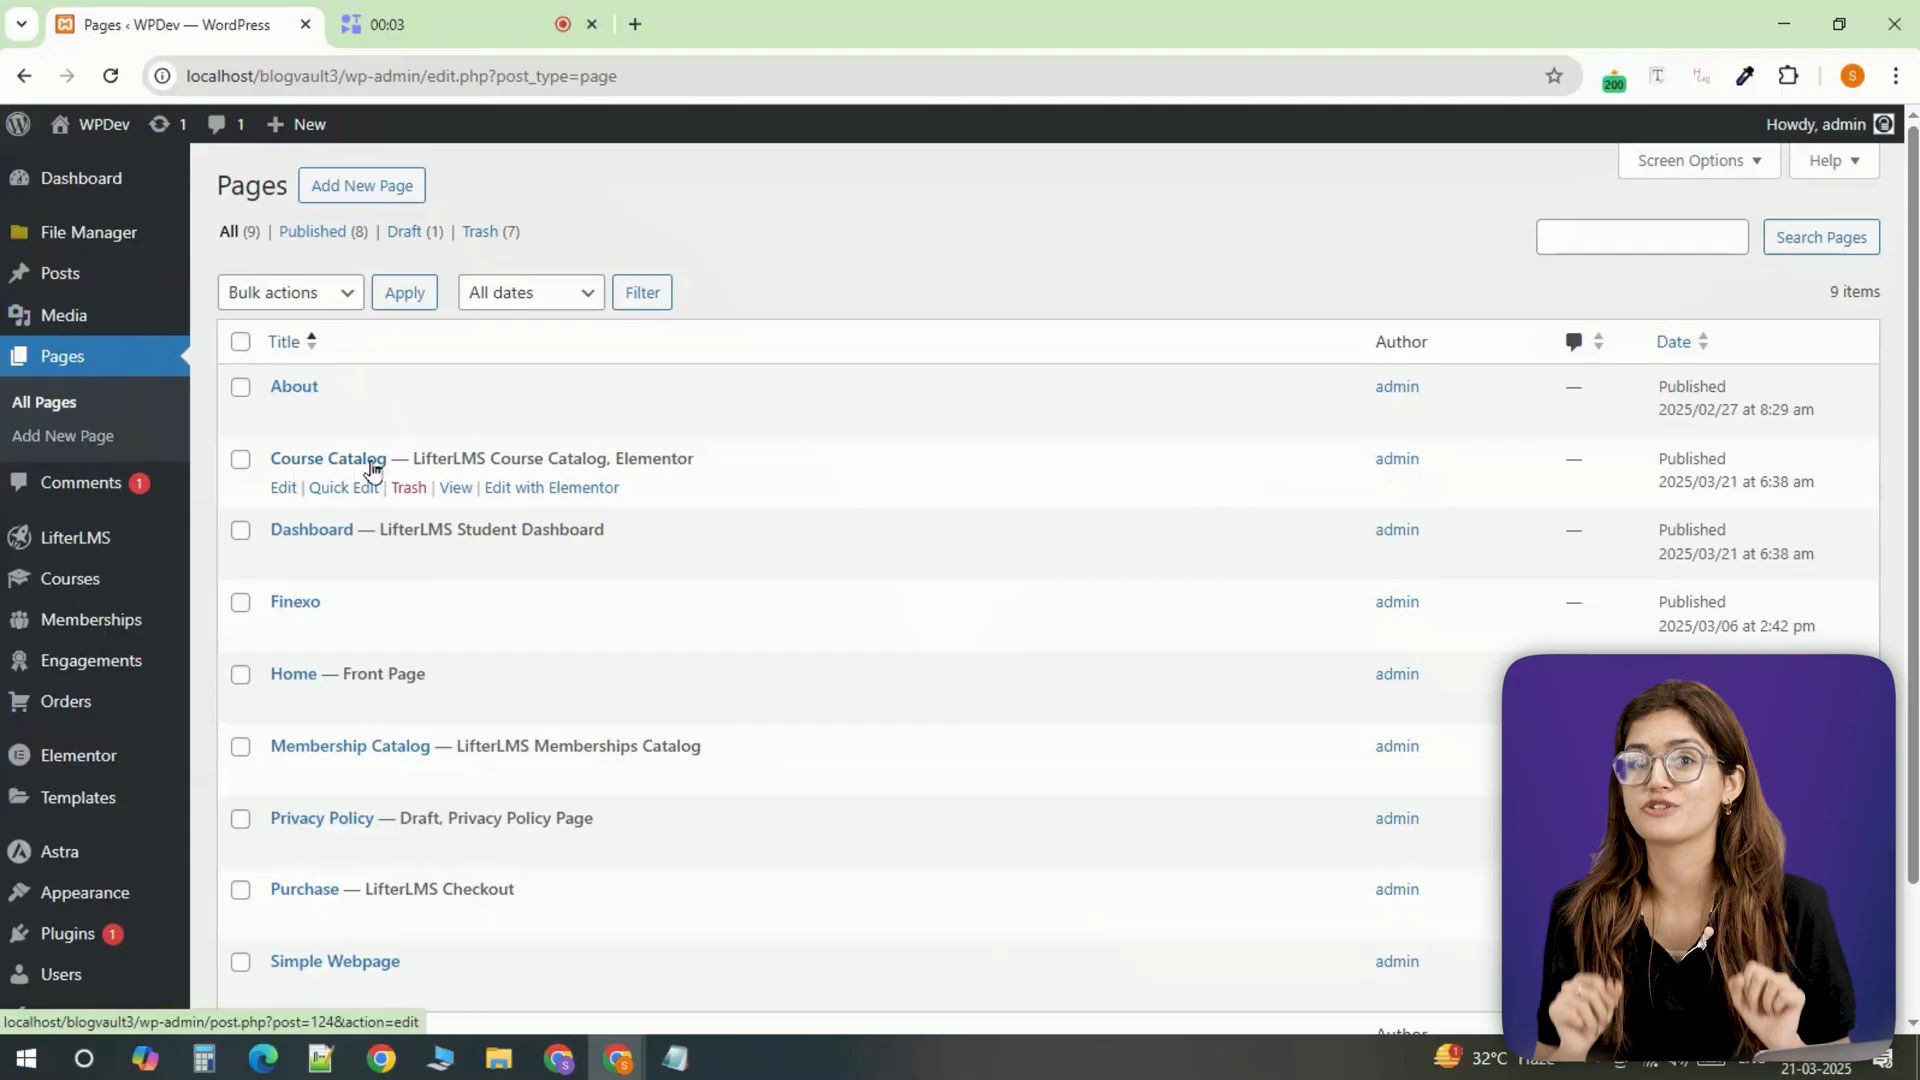 Pages ‹ WPDev — WordPress
00:03
localhost/blogvault3/wp-admin/edit.php?post_type=page
200
T
S
WPDev
1
1
New
Howdy, admin
Dashboard
File Manager
Posts
Media
Pages
All Pages
Add New Page
Comments 1
LifterLMS
Courses
Memberships
Engagements
Orders
Elementor
Templates
Astra
Appearance
Plugins 1
Users
Screen Options
Help
Pages
Add New Page
All (9) | Published (8) | Draft (1) | Trash (7)
Search Pages
Bulk actions
Apply
All dates
Filter
9 items
Title
Author
Date
About
admin
—
Published
2025/02/27 at 8:29 am
Course Catalog — LifterLMS Course Catalog, Elementor
Edit | Quick Edit | Trash | View | Edit with Elementor
admin
—
Published
2025/03/21 at 6:38 am
Dashboard — LifterLMS Student Dashboard
admin
—
Published
2025/03/21 at 6:38 am
Finexo
admin
—
Published
2025/03/06 at 2:42 pm
Home — Front Page
admin
Membership Catalog — LifterLMS Memberships Catalog
admin
Privacy Policy — Draft, Privacy Policy Page
admin
Purchase — LifterLMS Checkout
admin
Simple Webpage
admin
localhost/blogvault3/wp-admin/post.php?post=124&action=edit
32°C
21-03-2025